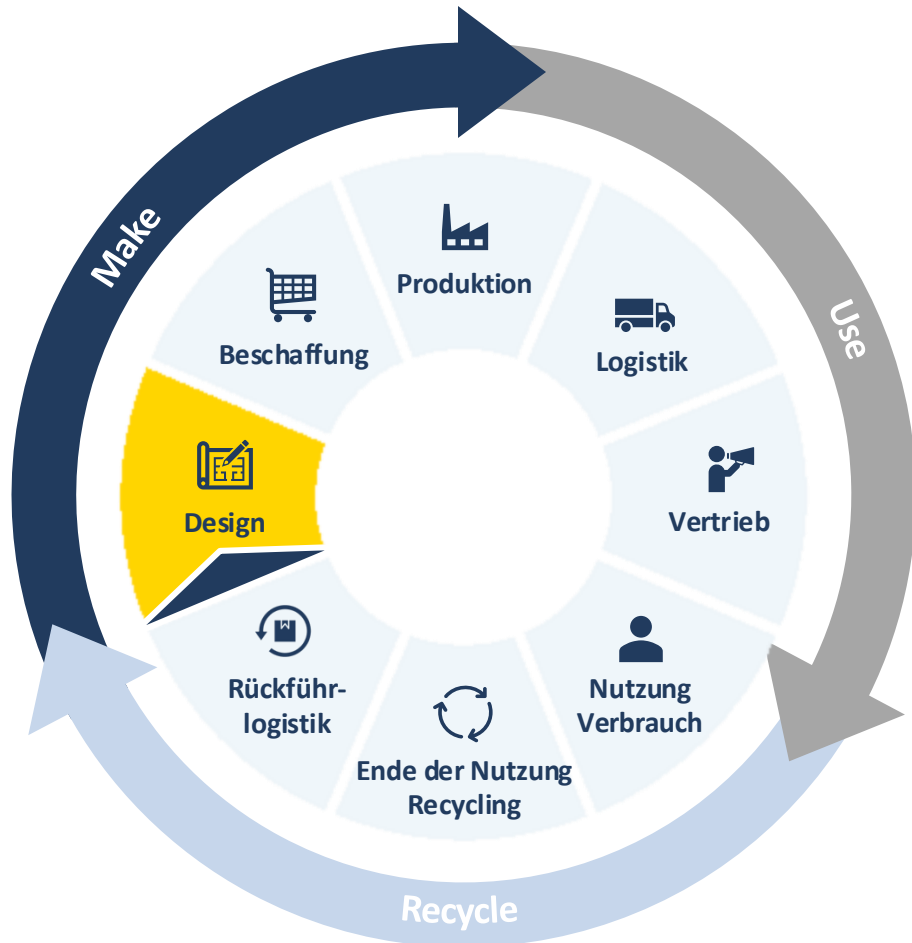 Make
Use
Recycle
Produktion
Logistik
Vertrieb
Nutzung
Verbrauch
Ende der Nutzung
Recycling
Rückführ-
logistik
Design
Beschaffung